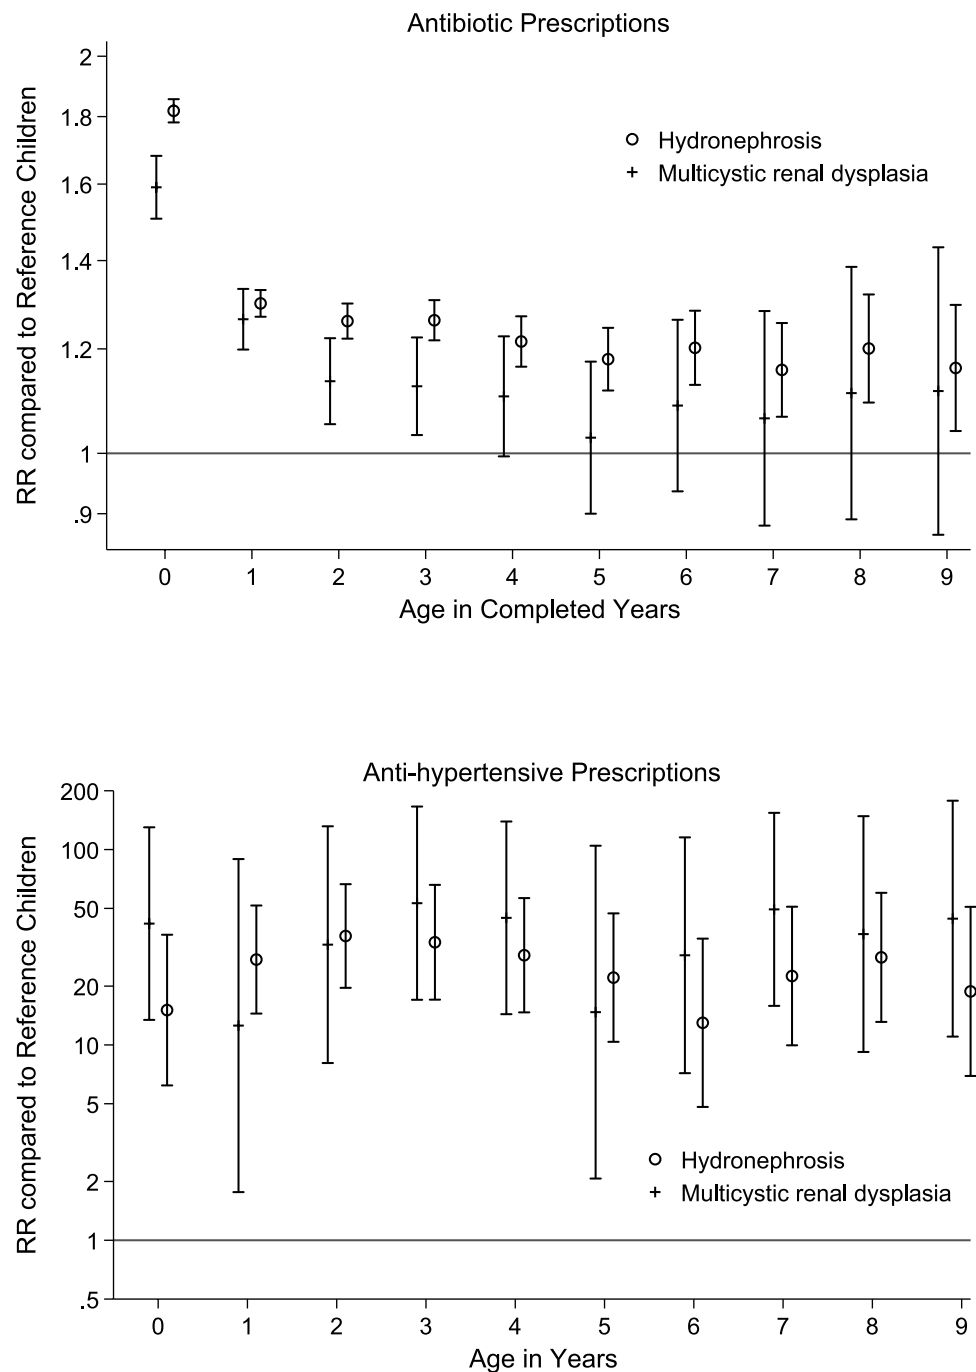 Antibiotic Prescriptions
RR compared to Reference Children
2
1.8
1.6
1.4
1.2
1
.9
Hydronephrosis
Multicystic renal dysplasia
0 1 2 3 4 5 6 7 8 9
Age in Completed Years
Anti-hypertensive Prescriptions
RR compared to Reference Children
200
100
50
20
10
5
2
1
.5
Hydronephrosis
Multicystic renal dysplasia
0 1 2 3 4 5 6 7 8 9
Age in Years